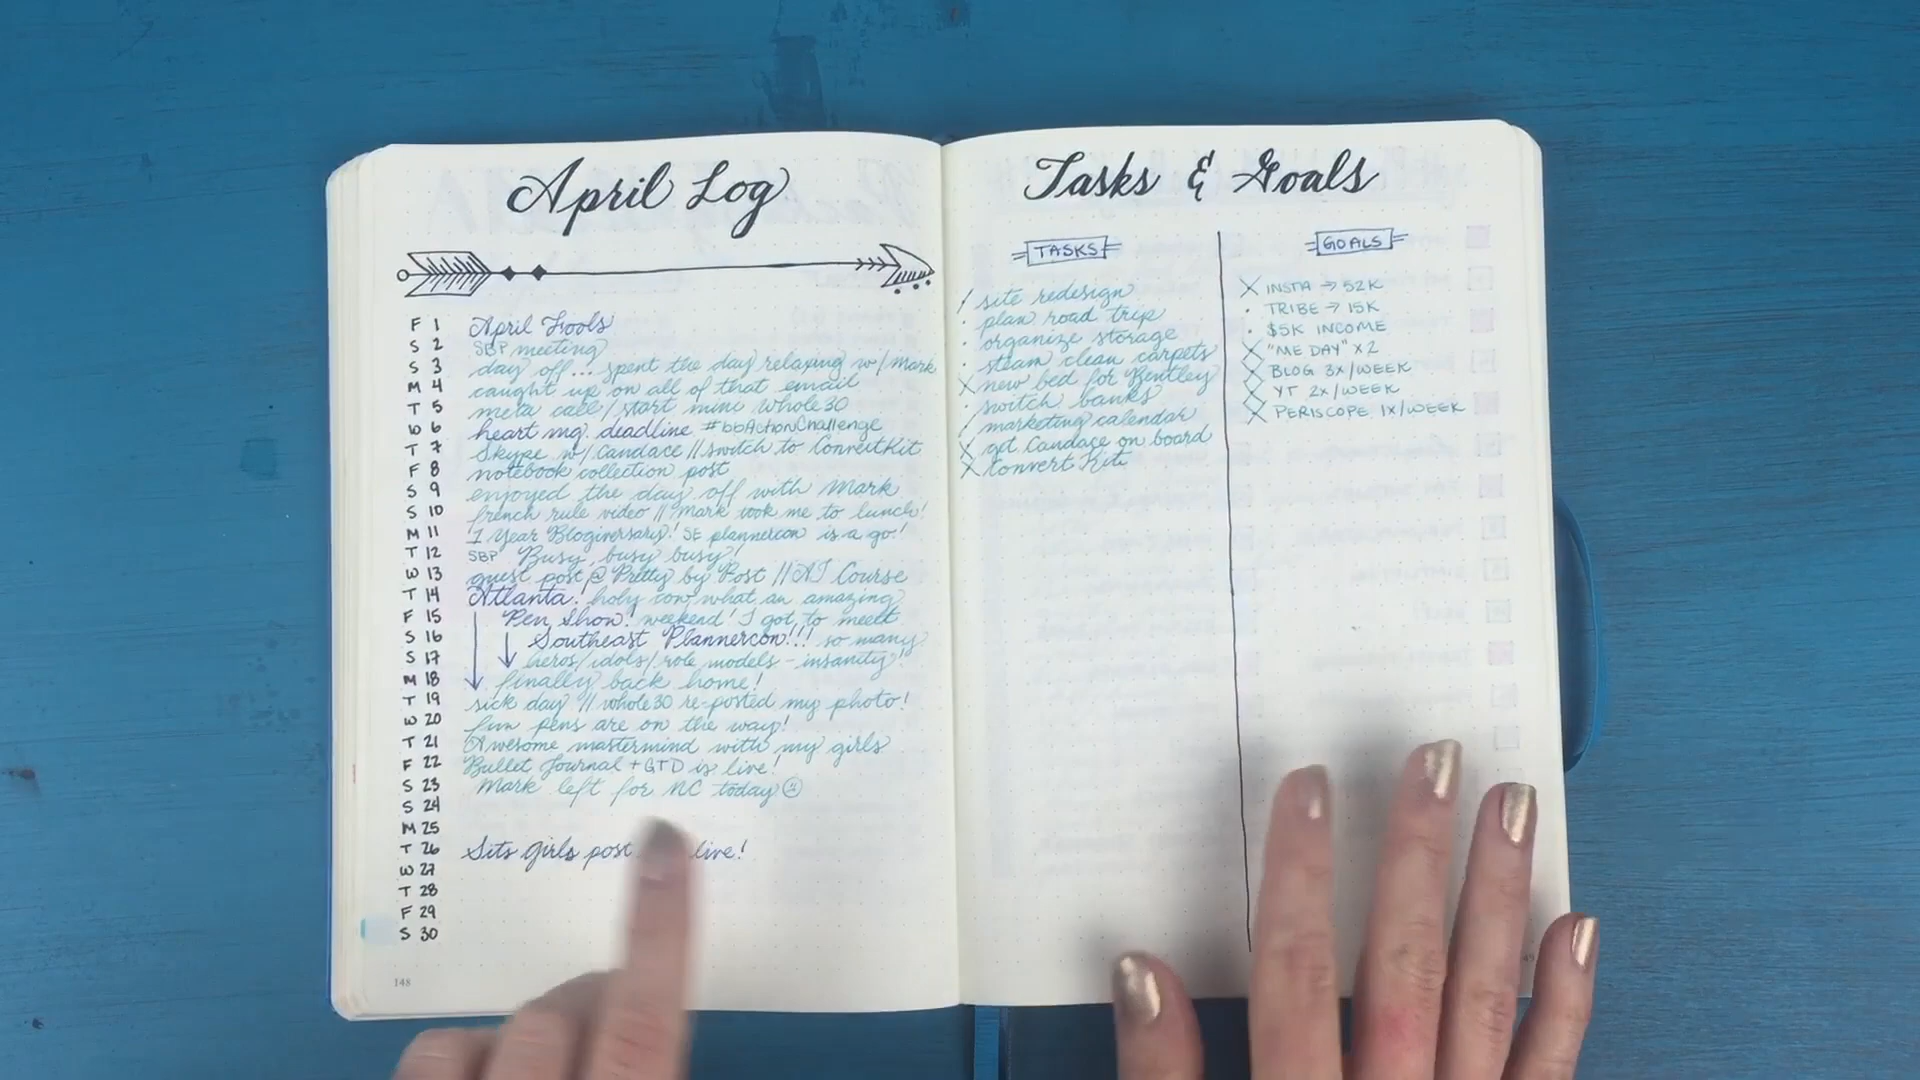 April Log
F 1 April Fools
S 2 SBP meeting
S 3 day off... spent the day relaxing w/ Mark
M 4 caught up on all of that email
T 5 meta call / start mini Whole30
W 6 heart mg. deadline #bbActionChallenge
T 7 Skype w/ Candace // switch to ConvertKit
F 8 notebook collection post
S 9 enjoyed the day off with Mark
S 10 french rule video // Mark took me to lunch!
M 11 1 Year Blogiversary! SE plannercon is a go!
T 12 SBP Busy, busy busy!
W 13 guest post @ Pretty by Post // AJ Course
T 14 Atlanta! holy cow what an amazing
F 15 Pen Show! weekend! I got to meet
S 16 Southeast Plannercon!!! so many
S 17 heros/idols/role models - insanity!
M 18 finally back home!
T 19 sick day // whole30 re-posted my photo!
W 20 fun pens are on the way!
T 21 Awesome mastermind with my girls
F 22 Bullet Journal + GTD is live!
S 23 Mark left for NC today
S 24
M 25
T 26 Sits Girls post live!
W 27
T 28
F 29
S 30
148
Tasks & Goals
TASKS
/ site redesign
· plan road trip
· organize storage
· steam clean carpets
X new bed for Bentley
· switch banks
/ marketing calendar
X get Candace on board
X Convert Kit
GOALS
X INSTA → 52K
· TRIBE → 15K
· $5K INCOME
X "ME DAY" X 2
X BLOG 3X/WEEK
X YT 2X/WEEK
X PERISCOPE 1X/WEEK